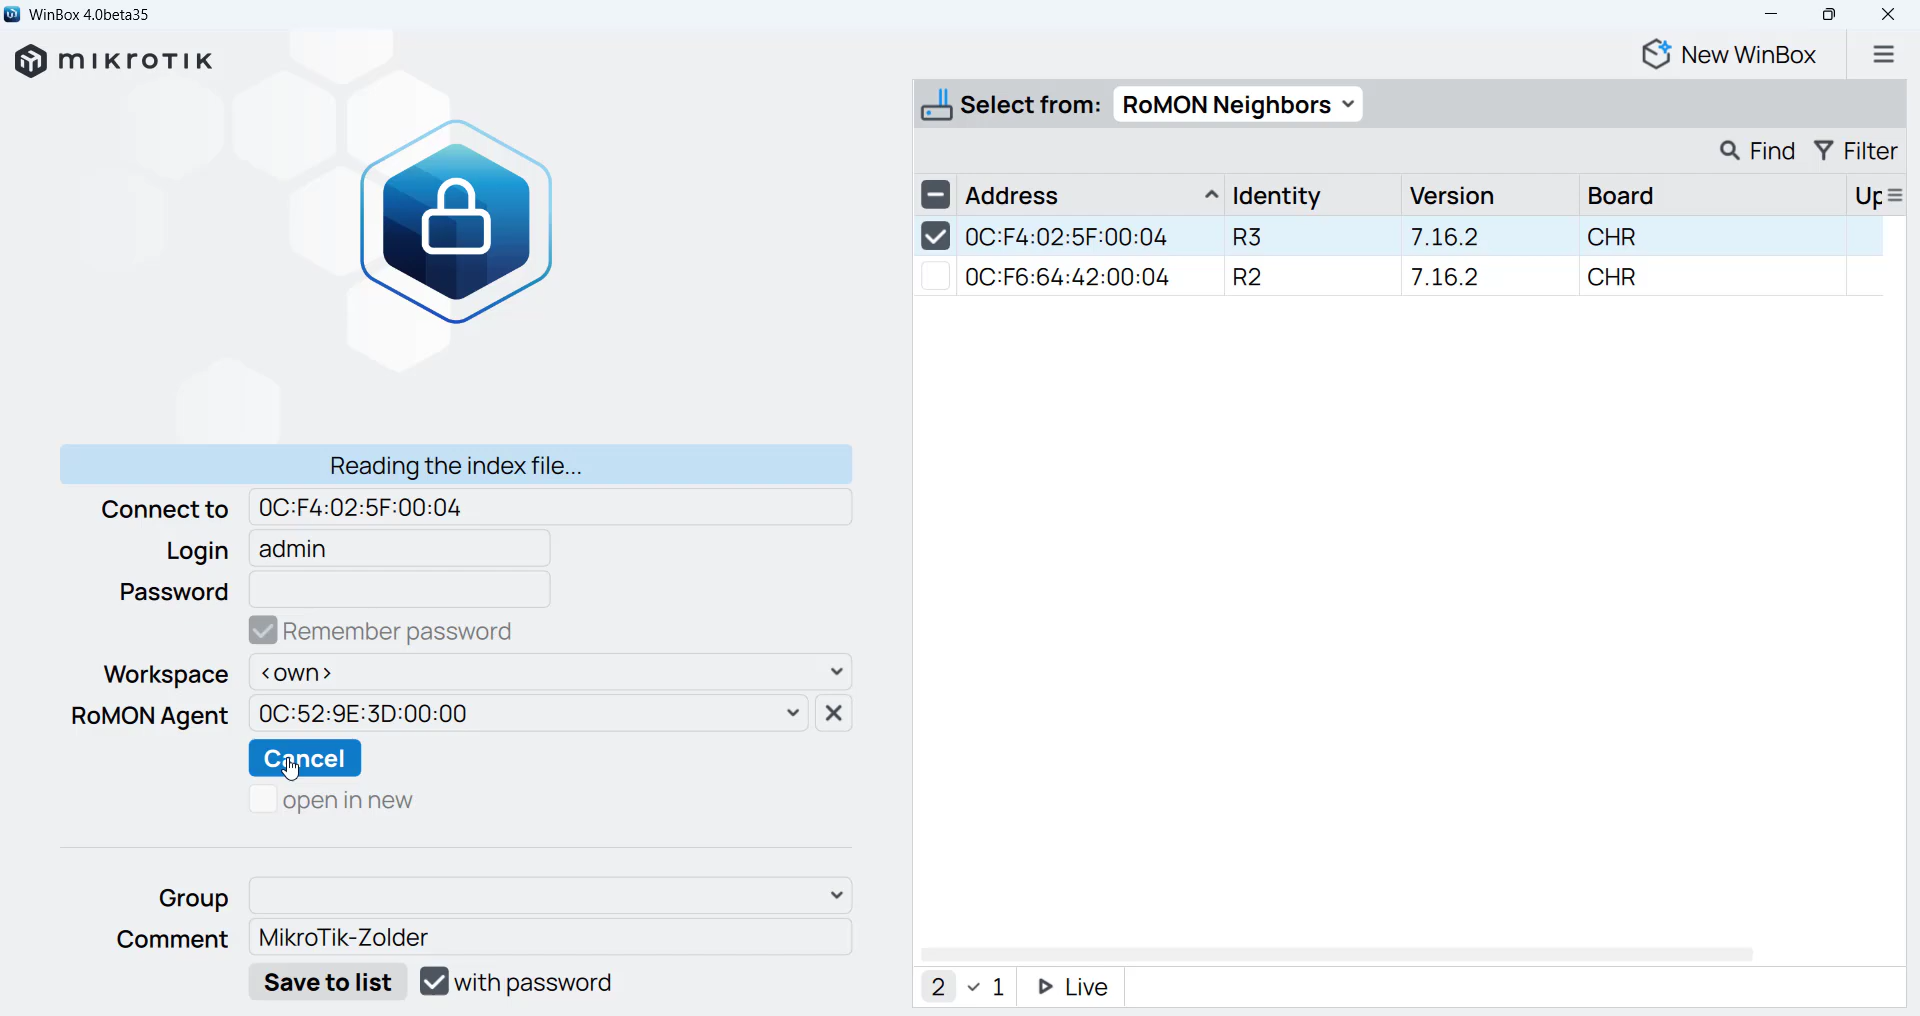 WinBox 4.0beta35
mikrotik
New WinBox
Select from: RoMON Neighbors
Find Filter
Address Identity Version Board Up
0C:F4:02:5F:00:04 R3 7.16.2 CHR
0C:F6:64:42:00:04 R2 7.16.2 CHR
Reading the index file...
Connect to 0C:F4:02:5F:00:04
Login admin
Password
Remember password
Workspace <own>
RoMON Agent 0C:52:9E:3D:00:00
Cancel
open in new
Group
Comment MikroTik-Zolder
Save to list with password
2 1 Live